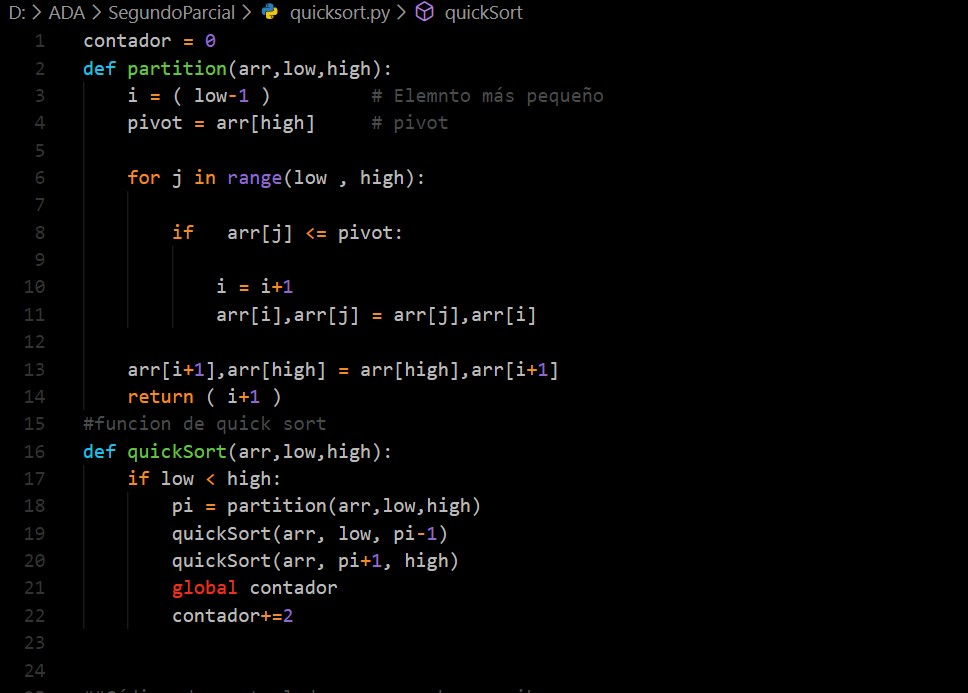 D: > ADA > SegundoParcial > quicksort.py > quickSort
1 contador = 0
2 def partition(arr,low,high):
3 i = ( low-1 ) # Elemnto más pequeño
4 pivot = arr[high] # pivot
5
6 for j in range(low , high):
7
8 if arr[j] <= pivot:
9
10 i = i+1
11 arr[i],arr[j] = arr[j],arr[i]
12
13 arr[i+1],arr[high] = arr[high],arr[i+1]
14 return ( i+1 )
15 #funcion de quick sort
16 def quickSort(arr,low,high):
17 if low < high:
18 pi = partition(arr,low,high)
19 quickSort(arr, low, pi-1)
20 quickSort(arr, pi+1, high)
21 global contador
22 contador+=2
23
24